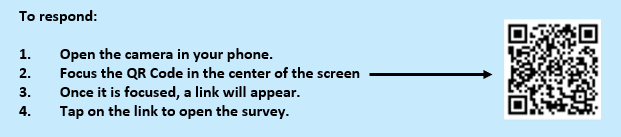 To respond:
1. Open the camera in your phone.
2. Focus the QR Code in the center of the screen
3. Once it is focused, a link will appear.
4. Tap on the link to open the survey.